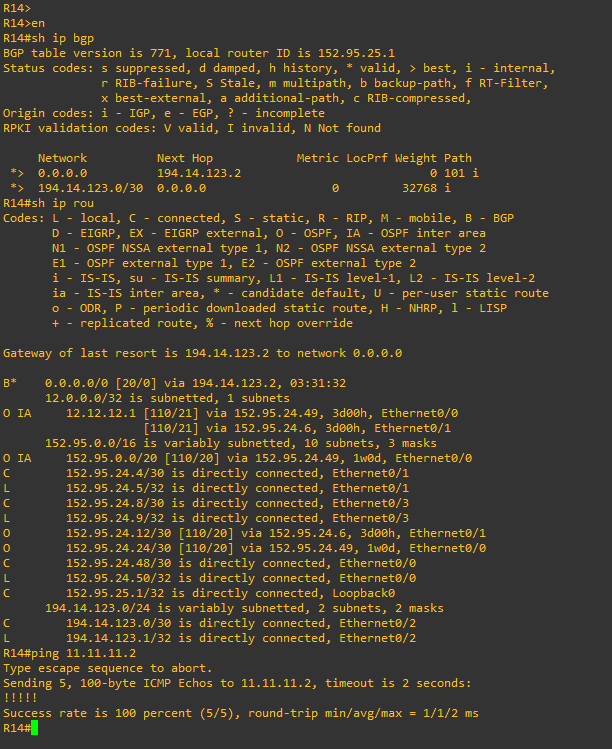 R14>
R14>en
R14#sh ip bgp
BGP table version is 771, local router ID is 152.95.25.1
Status codes: s suppressed, d damped, h history, * valid, > best, i - internal,
              r RIB-failure, S Stale, m multipath, b backup-path, f RT-Filter,
              x best-external, a additional-path, c RIB-compressed,
Origin codes: i - IGP, e - EGP, ? - incomplete
RPKI validation codes: V valid, I invalid, N Not found

     Network          Next Hop            Metric LocPrf Weight Path
 *>  0.0.0.0          194.14.123.2                           0 101 i
 *>  194.14.123.0/30  0.0.0.0                  0         32768 i
R14#sh ip rou
Codes: L - local, C - connected, S - static, R - RIP, M - mobile, B - BGP
       D - EIGRP, EX - EIGRP external, O - OSPF, IA - OSPF inter area
       N1 - OSPF NSSA external type 1, N2 - OSPF NSSA external type 2
       E1 - OSPF external type 1, E2 - OSPF external type 2
       i - IS-IS, su - IS-IS summary, L1 - IS-IS level-1, L2 - IS-IS level-2
       ia - IS-IS inter area, * - candidate default, U - per-user static route
       o - ODR, P - periodic downloaded static route, H - NHRP, l - LISP
       + - replicated route, % - next hop override

Gateway of last resort is 194.14.123.2 to network 0.0.0.0

B*    0.0.0.0/0 [20/0] via 194.14.123.2, 03:31:32
      12.0.0.0/32 is subnetted, 1 subnets
O IA     12.12.12.1 [110/21] via 152.95.24.49, 3d00h, Ethernet0/0
                    [110/21] via 152.95.24.6, 3d00h, Ethernet0/1
      152.95.0.0/16 is variably subnetted, 10 subnets, 3 masks
O IA     152.95.0.0/20 [110/20] via 152.95.24.49, 1w0d, Ethernet0/0
C        152.95.24.4/30 is directly connected, Ethernet0/1
L        152.95.24.5/32 is directly connected, Ethernet0/1
C        152.95.24.8/30 is directly connected, Ethernet0/3
L        152.95.24.9/32 is directly connected, Ethernet0/3
O        152.95.24.12/30 [110/20] via 152.95.24.6, 3d00h, Ethernet0/1
O        152.95.24.24/30 [110/20] via 152.95.24.49, 1w0d, Ethernet0/0
C        152.95.24.48/30 is directly connected, Ethernet0/0
L        152.95.24.50/32 is directly connected, Ethernet0/0
C        152.95.25.1/32 is directly connected, Loopback0
      194.14.123.0/24 is variably subnetted, 2 subnets, 2 masks
C        194.14.123.0/30 is directly connected, Ethernet0/2
L        194.14.123.1/32 is directly connected, Ethernet0/2
R14#ping 11.11.11.2
Type escape sequence to abort.
Sending 5, 100-byte ICMP Echos to 11.11.11.2, timeout is 2 seconds:
!!!!!
Success rate is 100 percent (5/5), round-trip min/avg/max = 1/1/2 ms
R14#